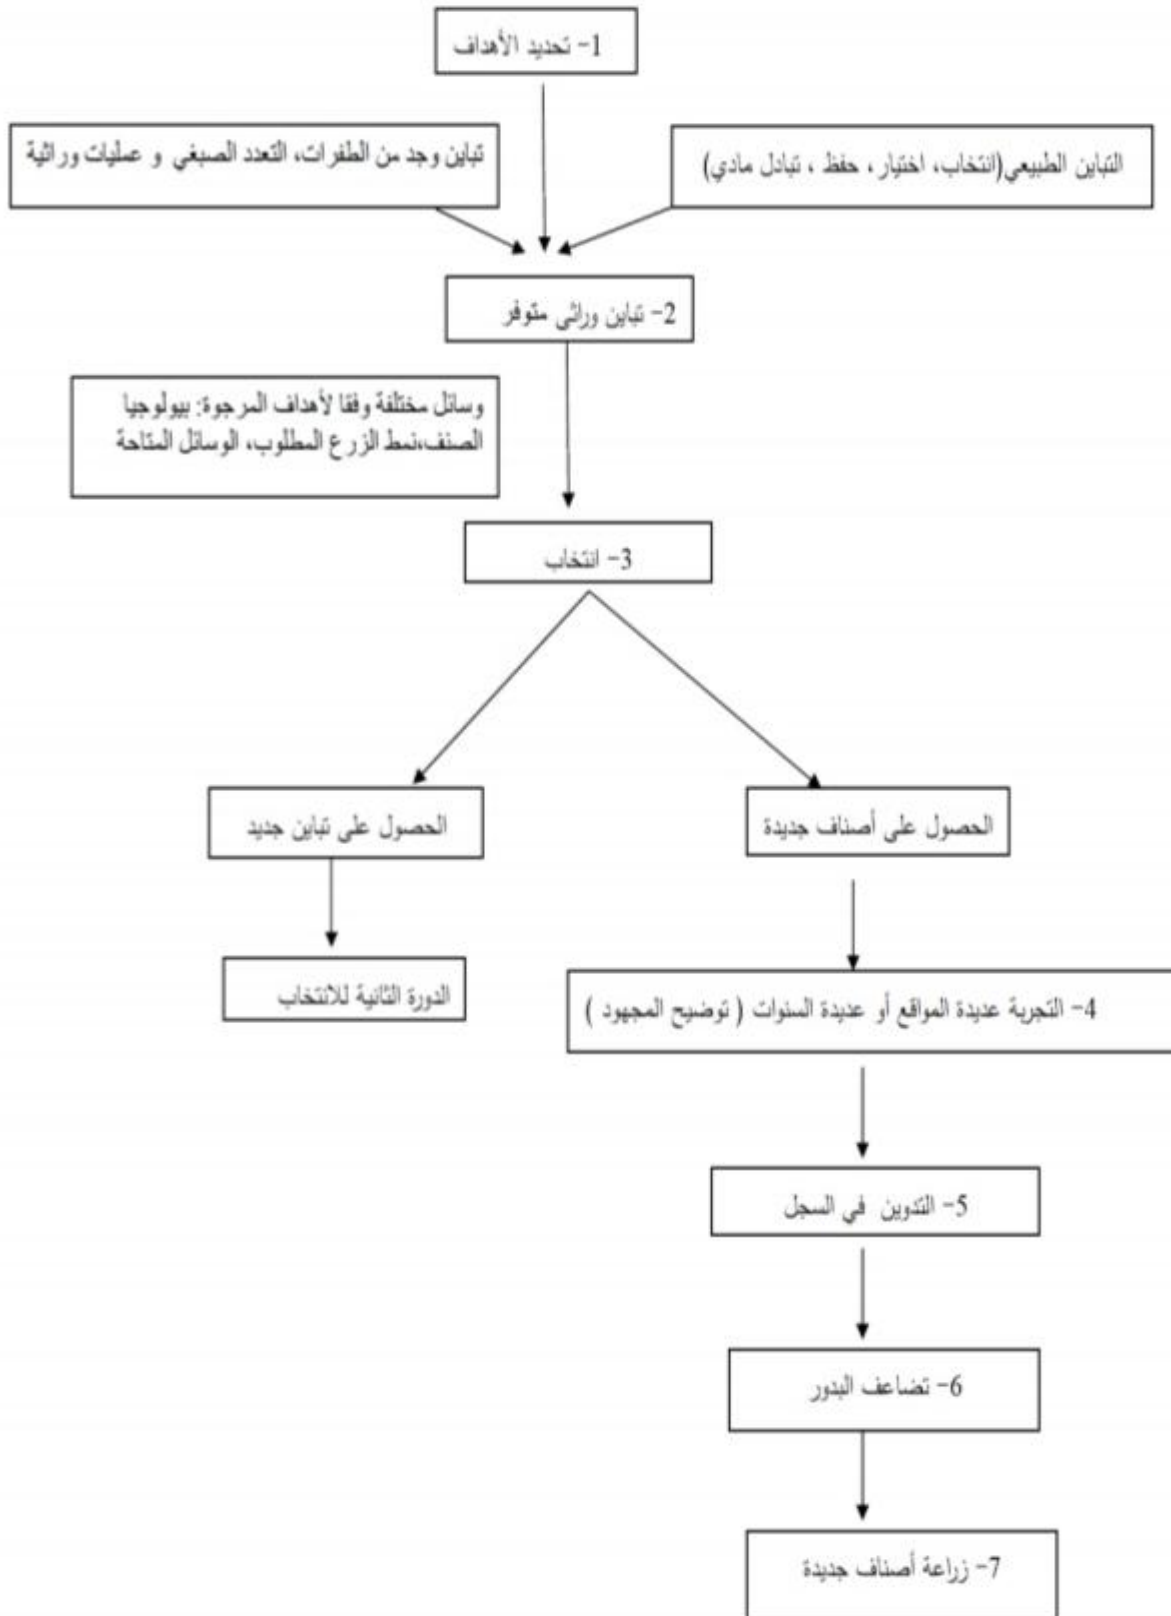 1- تحديد الأهداف
التباين الطبيعي(انتخاب، اختيار، حفظ ، تبادل مادي)
تباين وجد من الطفرات، التعدد الصبغي و عمليات وراثية
2- تباين وراثي متوفر
وسائل مختلفة وفقا لأهداف المرجوة: بيولوجيا
الصنف،نمط الزرع المطلوب، الوسائل المتاحة
3- انتخاب
الحصول على أصناف جديدة
الحصول على تباين جديد
الدورة الثانية للانتخاب
4- التجربة عديدة المواقع أو عديدة السنوات ( توضيح المجهود )
5- التدوين في السجل
6- تضاعف البدور
7- زراعة أصناف جديدة